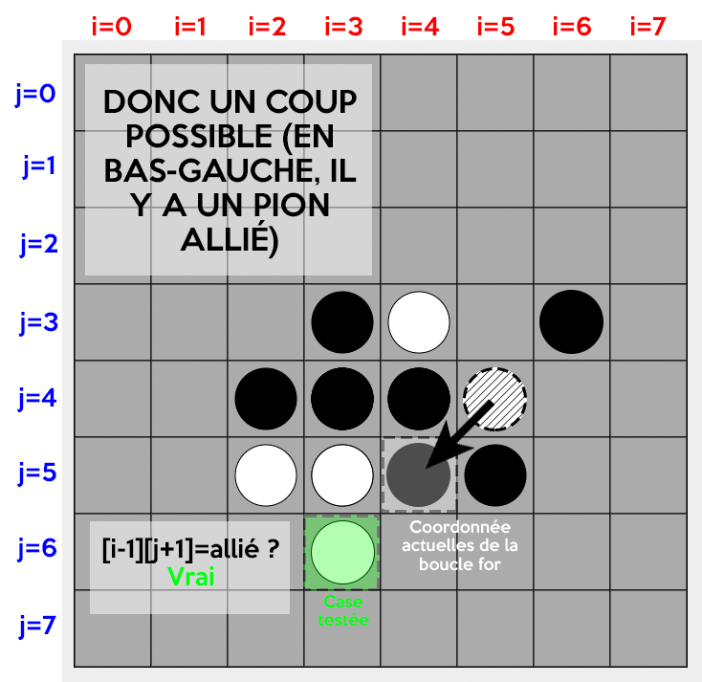 i=0 i=1 i=2 i=3 i=4 i=5 i=6 i=7
j=0
j=1
j=2
j=3
j=4
j=5
j=6
j=7
DONC UN COUP
POSSIBLE (EN
BAS-GAUCHE, IL
Y A UN PION
ALLIÉ)
[i-1][j+1]=allié ?
Vrai
Case
testée
Coordonnée
actuelles de la
boucle for